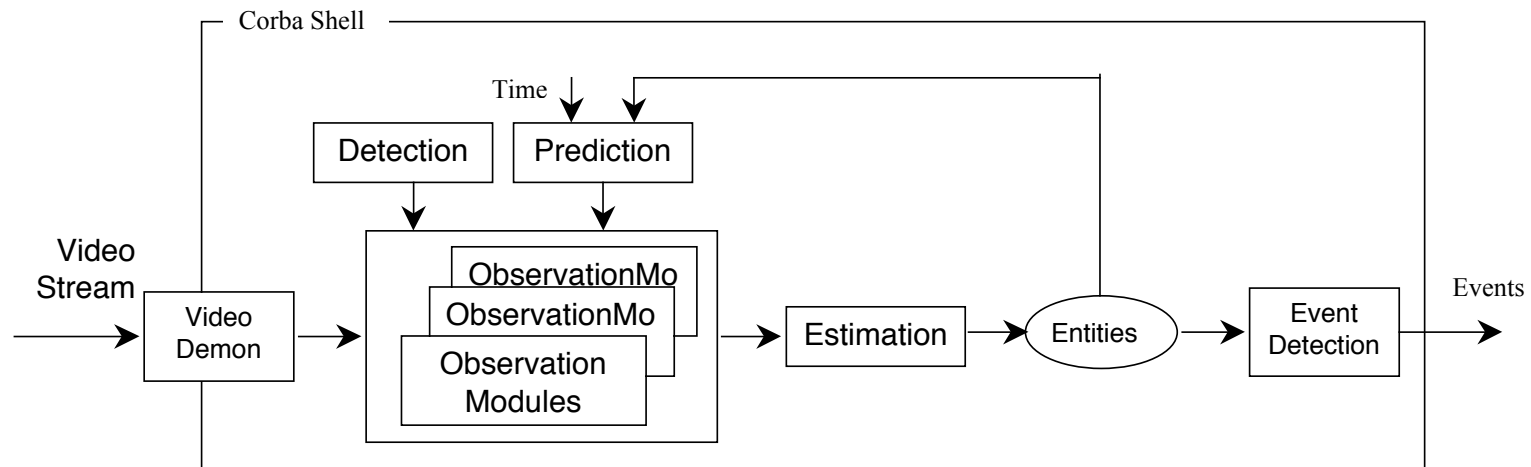 Corba Shell
Time
Detection
Prediction
Video
Stream
ObservationMo
ObservationMo
Observation
Modules
Video
Demon
Estimation
Entities
Event
Detection
Events